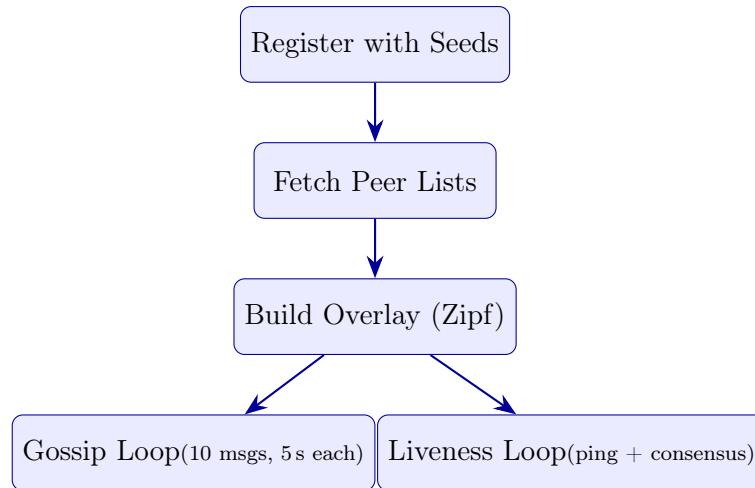 Register with Seeds
Fetch Peer Lists
Build Overlay (Zipf)
Gossip Loop(10 msgs, 5 s each)
Liveness Loop(ping + consensus)